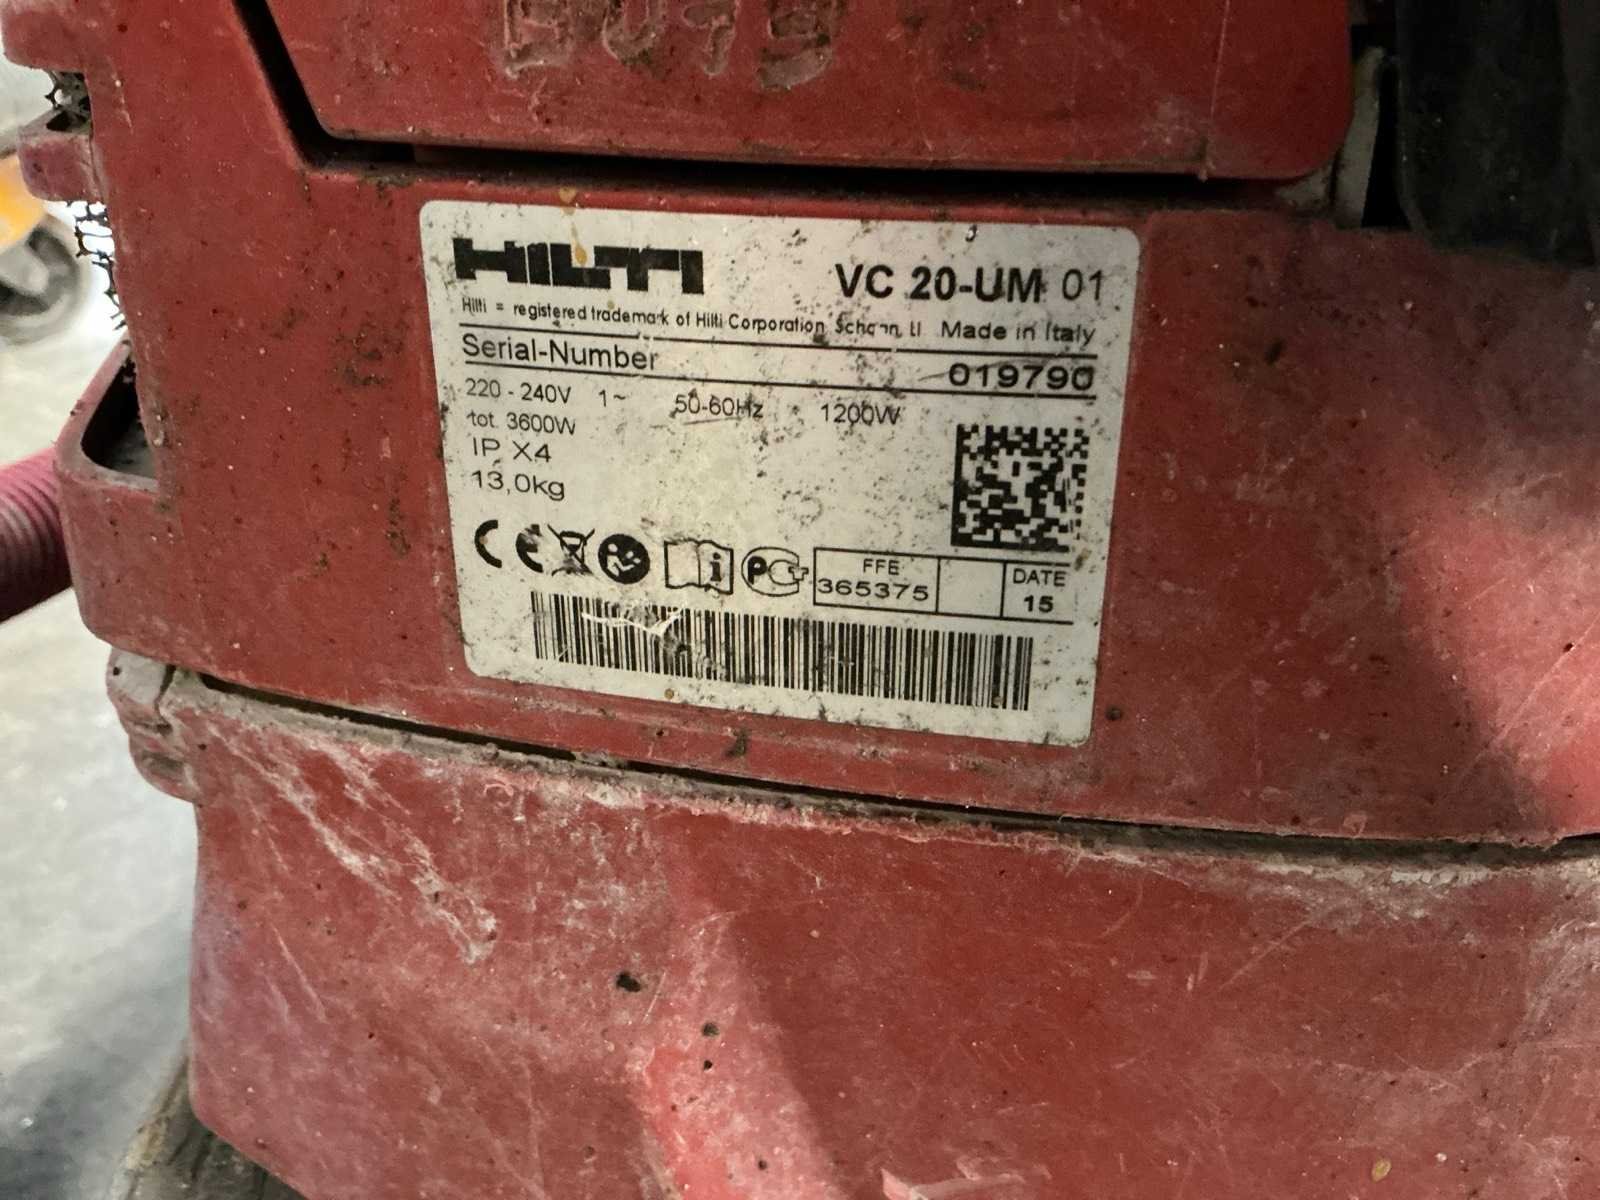 HILTI
VC 20-UM 01
Hilti = registered trademark of Hilti Corporation Schaan, LI Made in Italy
Serial-Number 019790
220 - 240V 1~ 50-60Hz 1200W
tot. 3600W
IP X4
13,0kg
CE
FFE
365375
DATE
15